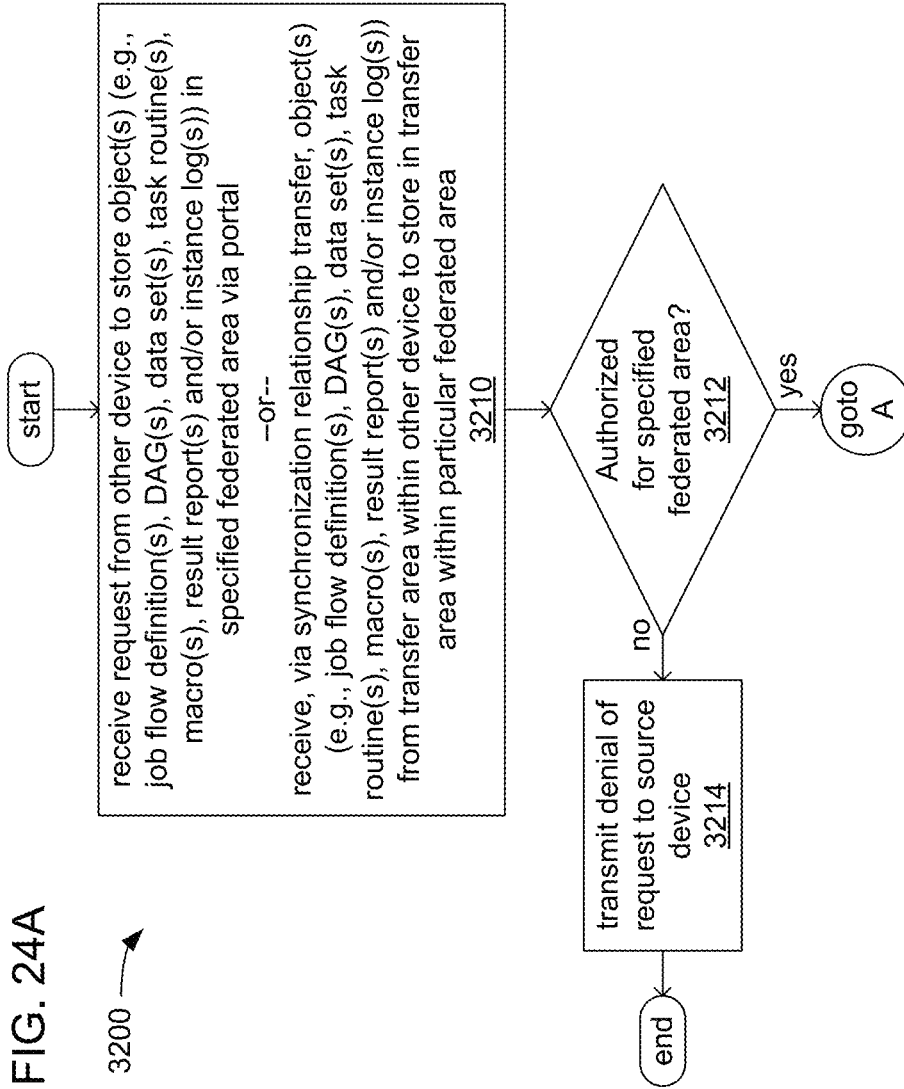 FIG. 24A
3200
start
receive request from other device to store object(s) (e.g.,
job flow definition(s), DAG(s), data set(s), task routine(s),
macro(s), result report(s) and/or instance log(s)) in
specified federated area via portal
--or--
receive, via synchronization relationship transfer, object(s)
(e.g., job flow definition(s), DAG(s), data set(s), task
routine(s), macro(s), result report(s) and/or instance log(s))
from transfer area within other device to store in transfer
area within particular federated area
3210
Authorized
for specified
federated area?
3212
no
yes
transmit denial of
request to source
device
3214
end
goto
A